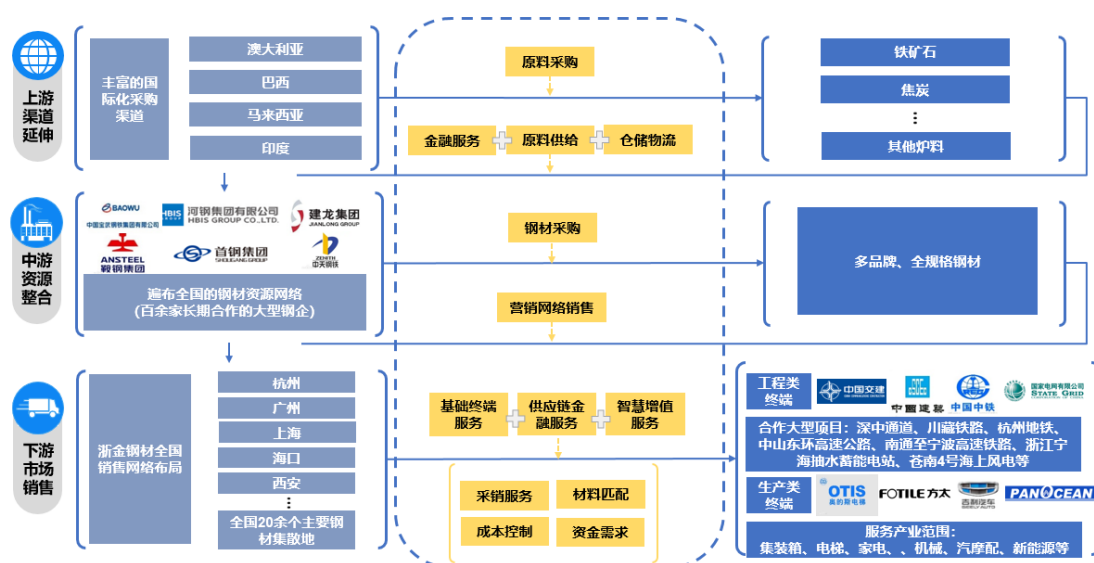 上游
渠道
延伸
丰富的国
际化采购
渠道
澳大利亚
巴西
马来西亚
印度
原料采购
金融服务
原料供给
仓储物流
铁矿石
焦炭
⋮
其他炉料
中游
资源
整合
BAOWU
中国宝武钢铁集团有限公司
HBIS
河钢集团有限公司
HBIS GROUP CO.,LTD.
建龙集团
JIANLONG GROUP
ANSTEEL
鞍钢集团
首钢集团
SHOUGANG GROUP
ZENITH
中天钢铁
遍布全国的钢材资源网络
(百余家长期合作的大型钢企)
钢材采购
营销网络销售
多品牌、全规格钢材
下游
市场
销售
浙金钢材全国
销售网络布局
杭州
广州
上海
海口
西安
⋮
全国20余个主要钢
材集散地
基础终端
服务
供应链金
融服务
智慧增值
服务
采销服务
材料匹配
成本控制
资金需求
工程类
终端
中国交建
中國建築
中国中铁
国家电网有限公司
STATE GRID
合作大型项目：深中通道、川藏铁路、杭州地铁、
中山东环高速公路、南通至宁波高速铁路、浙江宁
海抽水蓄能电站、苍南4号海上风电等
生产类
终端
OTIS
奥的斯电梯
FOTILE 方太
吉利汽车
GEELY AUTO
PANOCEAN
服务产业范围：
集装箱、电梯、家电、、机械、汽摩配、新能源等